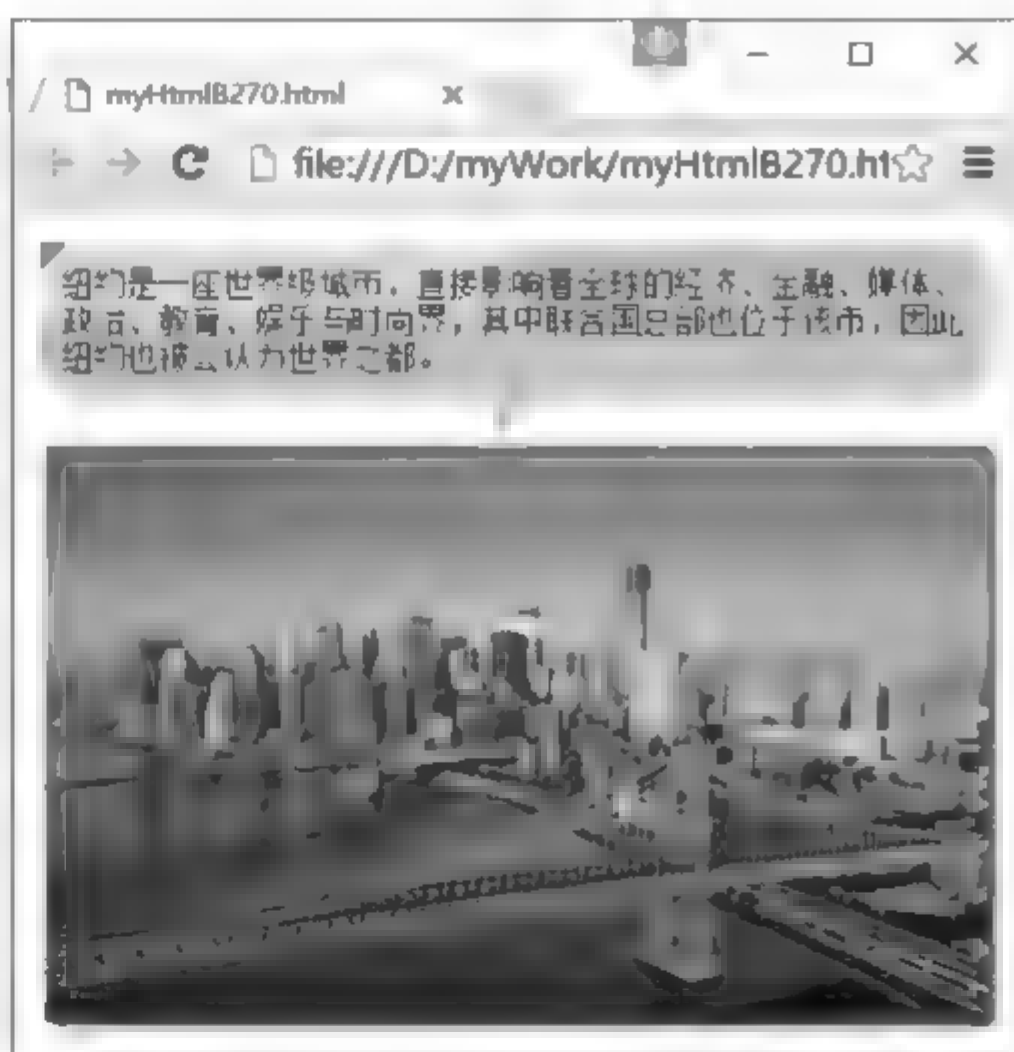 myHtmlB270.html
file:///D:/myWork/myHtmlB270.ht
纽约是一座世界级城市，直接影响着全球的经济、金融、媒体、
政治、教育、娱乐与时尚界，其中联合国总部也位于该市，因此
纽约也被公认为世界之都。